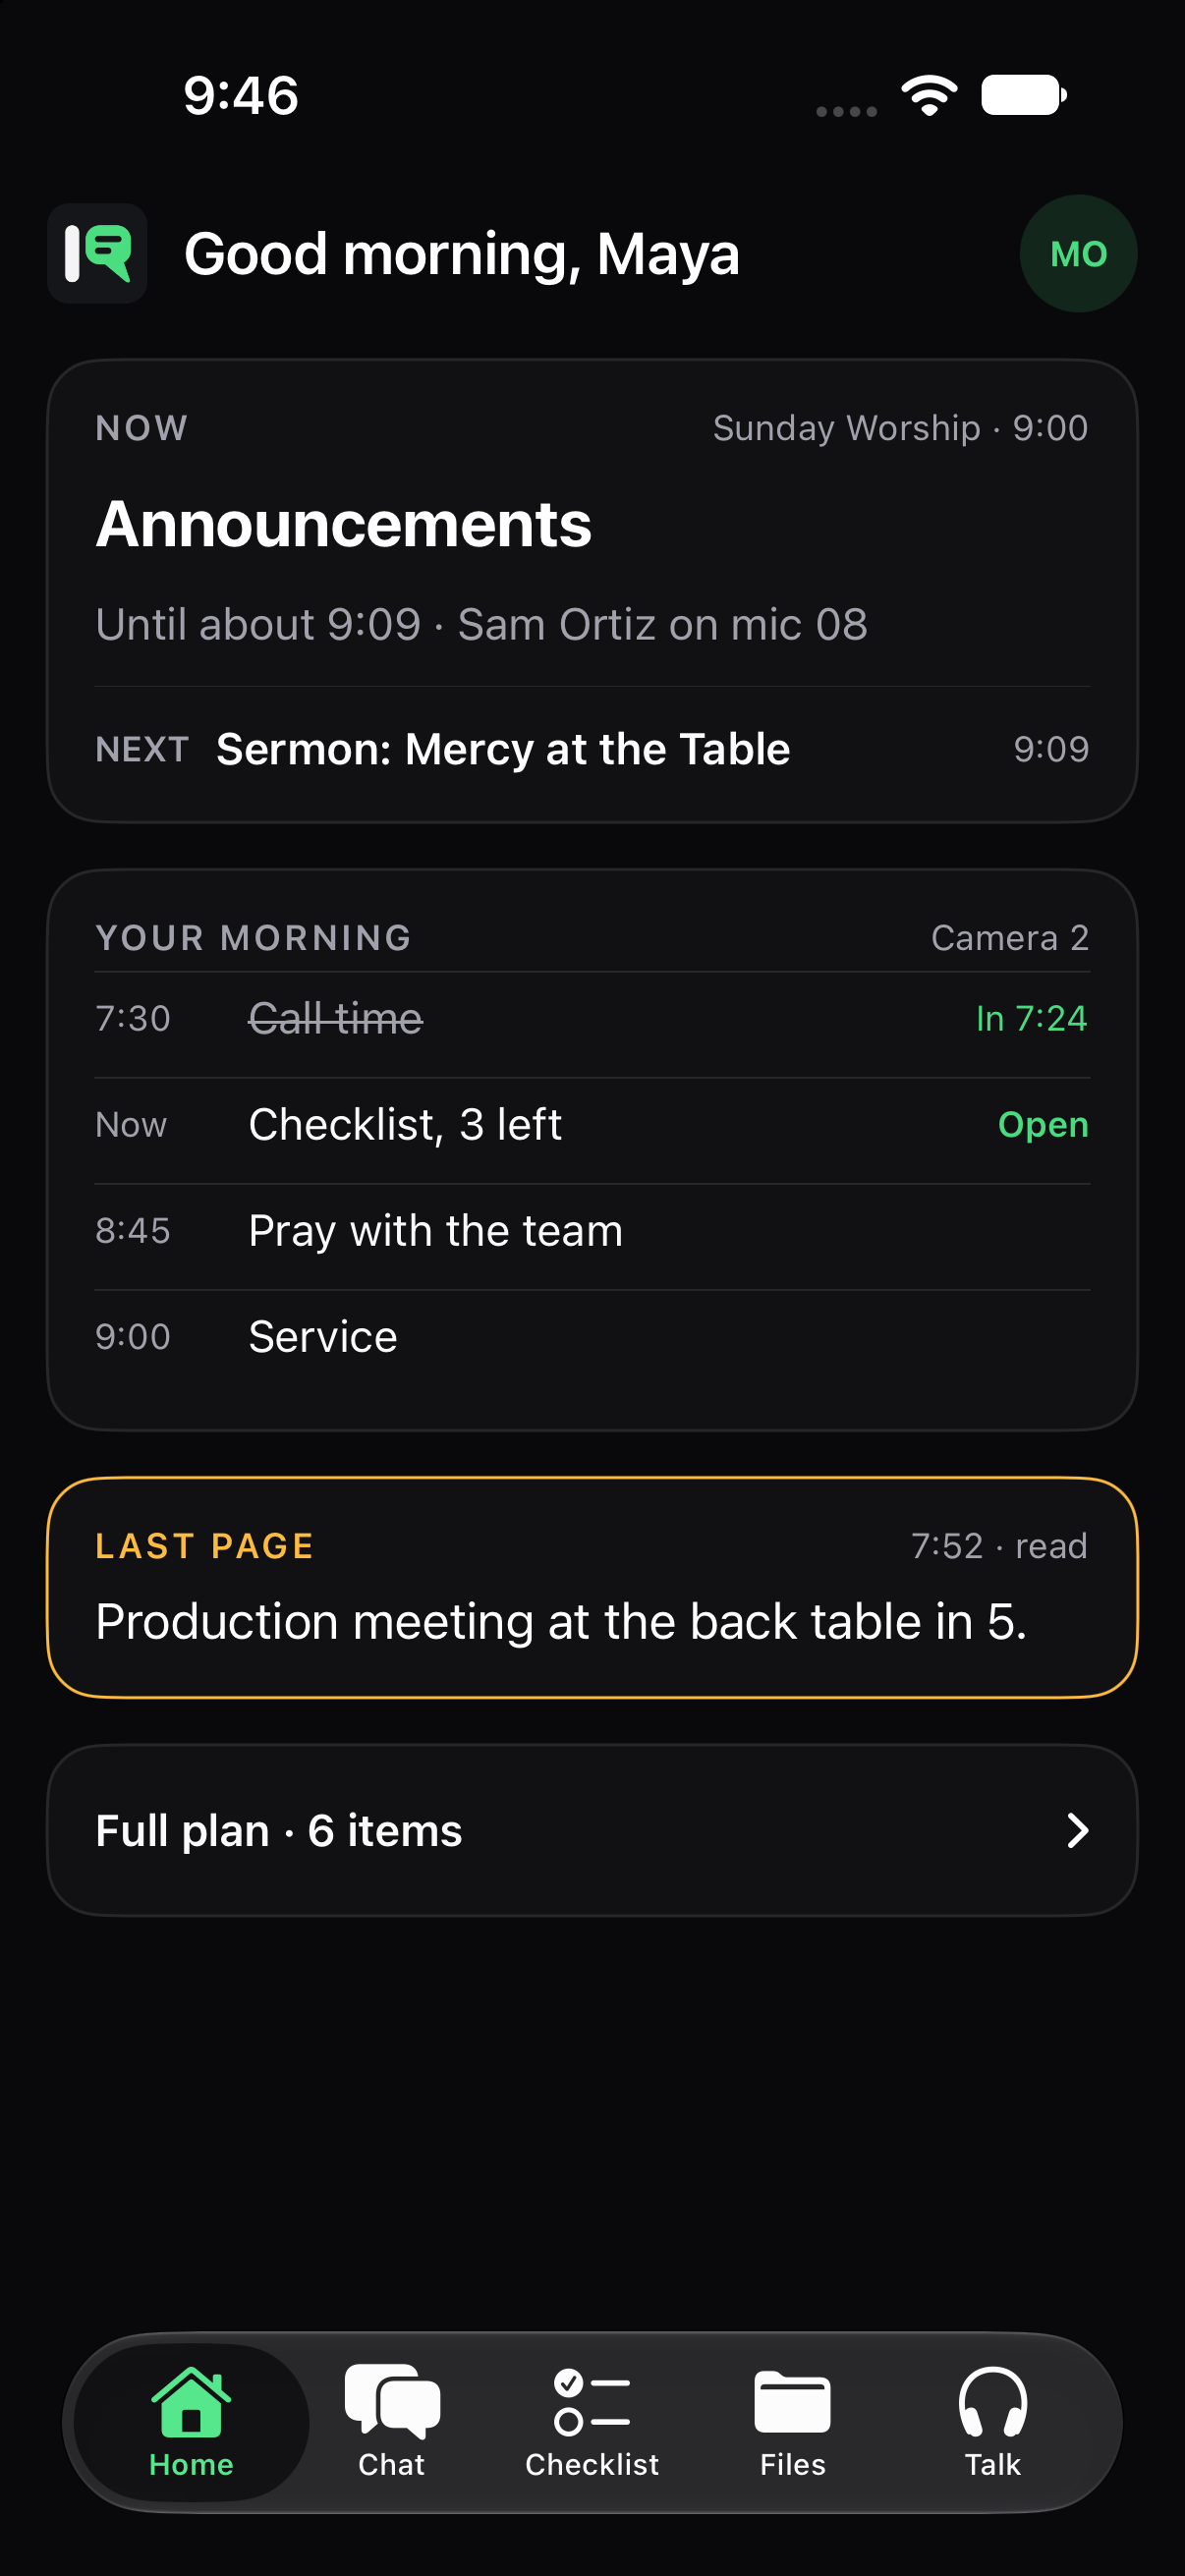 9:46
Good morning, Maya
MO
NOW
Sunday Worship · 9:00
Announcements
Until about 9:09 · Sam Ortiz on mic 08
NEXT Sermon: Mercy at the Table 9:09
YOUR MORNING
Camera 2
7:30 Call time In 7:24
Now Checklist, 3 left Open
8:45 Pray with the team
9:00 Service
LAST PAGE
7:52 · read
Production meeting at the back table in 5.
Full plan · 6 items
Home Chat Checklist Files Talk